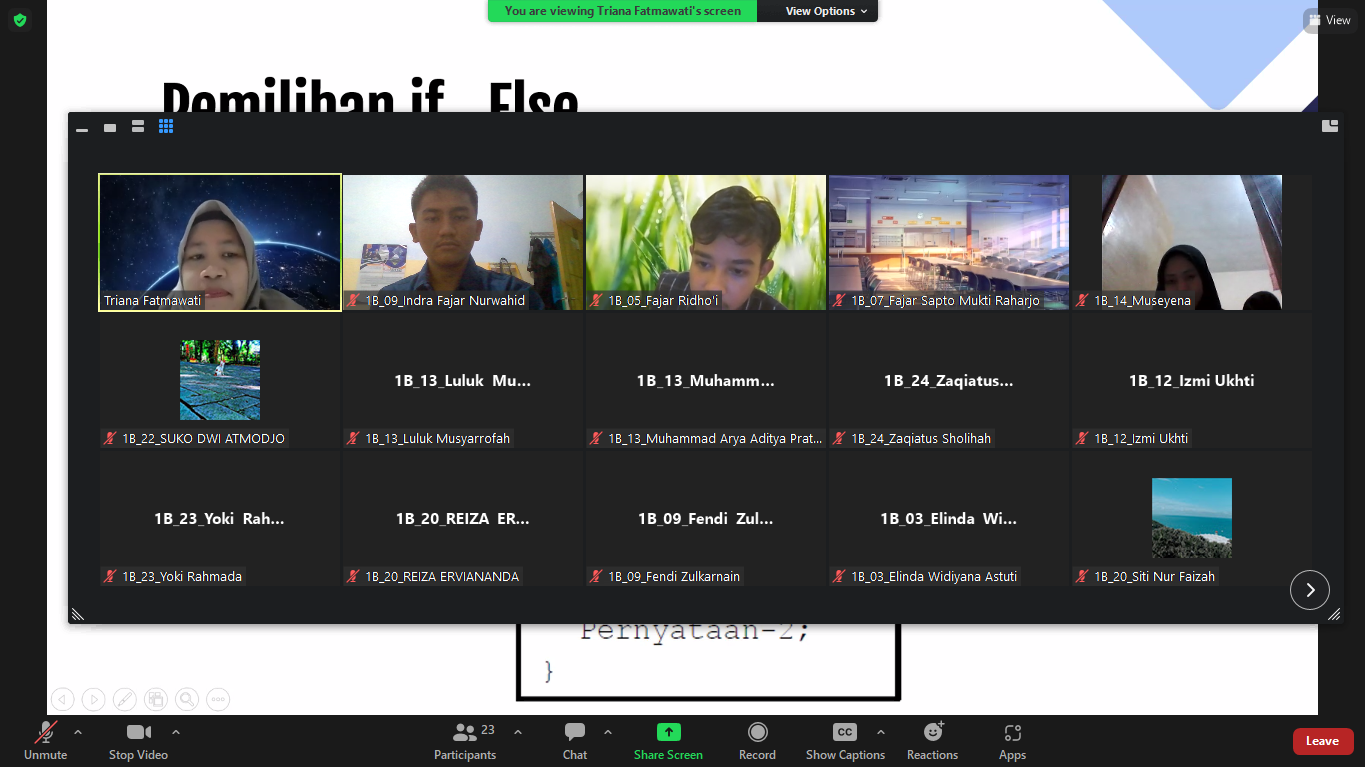 You are viewing Triana Fatmawati's screen
View Options
View
Pemilihan if...Else
Triana Fatmawati
1B_09_Indra Fajar Nurwahid
1B_05_Fajar Ridho'i
1B_07_Fajar Sapto Mukti Raharjo
1B_14_Museyena
1B_13_Luluk Mu...
1B_13_Muhamm...
1B_24_Zaqiatus...
1B_12_Izmi Ukhti
1B_22_SUKO DWI ATMODJO
1B_13_Luluk Musyarrofah
1B_13_Muhammad Arya Aditya Prat...
1B_24_Zaqiatus Sholihah
1B_12_Izmi Ukhti
1B_23_Yoki Rah...
1B_20_REIZA ER...
1B_09_Fendi Zul...
1B_03_Elinda Wi...
1B_23_Yoki Rahmada
1B_20_REIZA ERVIANANDA
1B_09_Fendi Zulkarnain
1B_03_Elinda Widiyana Astuti
1B_20_Siti Nur Faizah
Pernyataan-2;
}
Unmute
Stop Video
23
Participants
Chat
Share Screen
Record
CC
Show Captions
Reactions
Apps
Leave